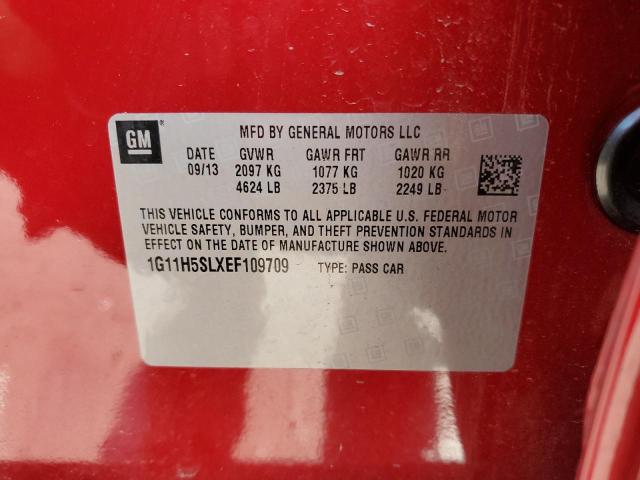 GM ®
MFD BY GENERAL MOTORS LLC
DATE GVWR GAWR FRT GAWR RR
09/13 2097 KG 1077 KG 1020 KG
4624 LB 2375 LB 2249 LB
THIS VEHICLE CONFORMS TO ALL APPLICABLE U.S. FEDERAL MOTOR
VEHICLE SAFETY, BUMPER, AND THEFT PREVENTION STANDARDS IN
EFFECT ON THE DATE OF MANUFACTURE SHOWN ABOVE.
1G11H5SLXEF109709 TYPE: PASS CAR